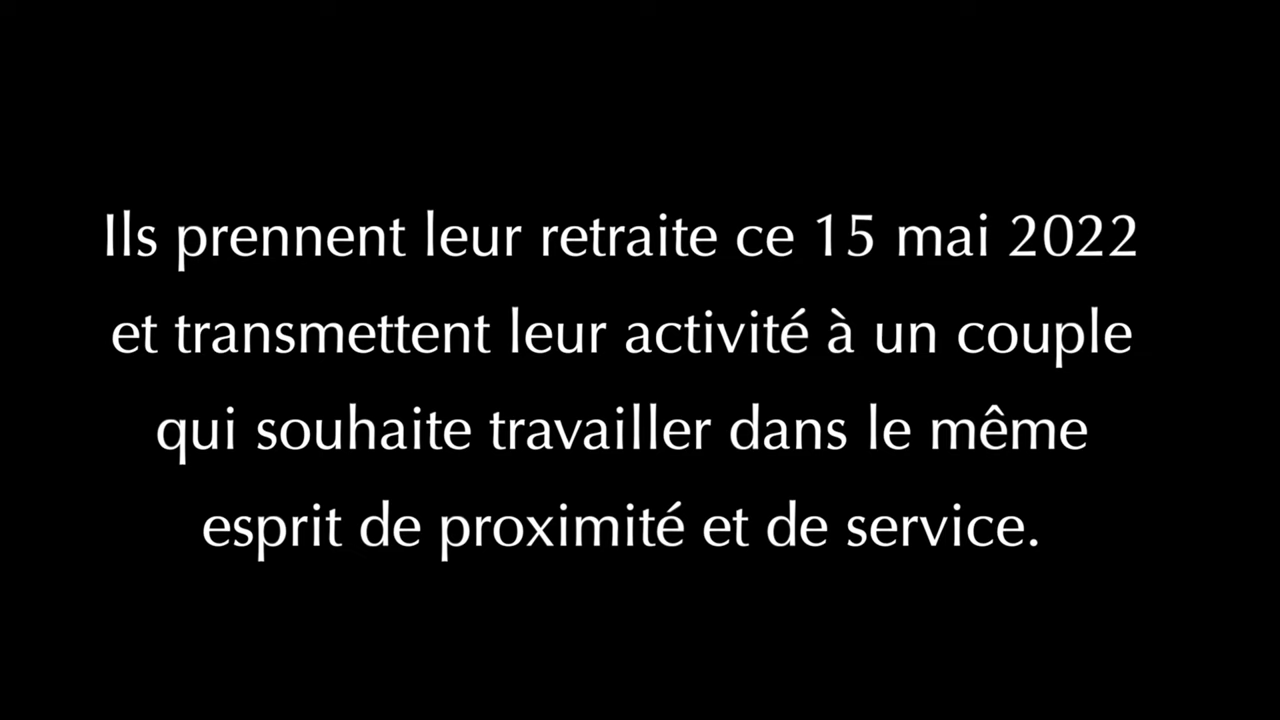 Ils prennent leur retraite ce 15 mai 2022
et transmettent leur activité à un couple
qui souhaite travailler dans le même
esprit de proximité et de service.